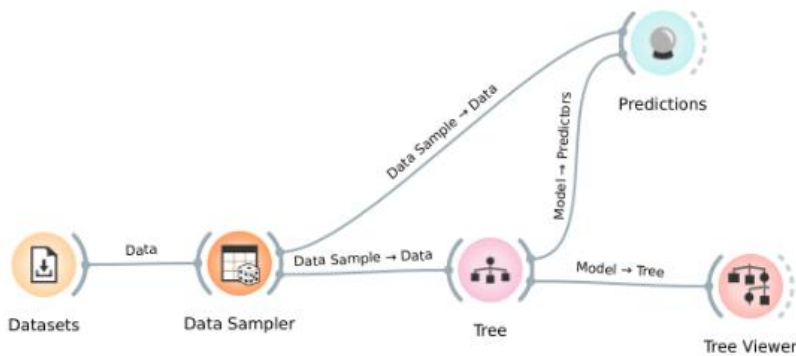 Predictions
Data Sample → Data
Model → Predictors
Data
Data Sample → Data
Model → Tree
Datasets
Data Sampler
Tree
Tree Viewer